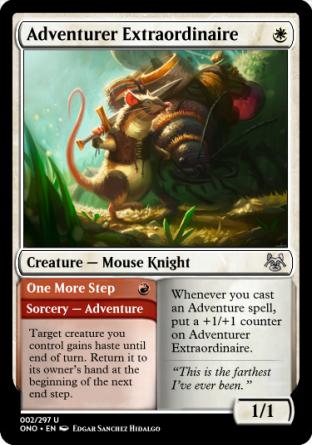 Adventurer Extraordinaire
Creature — Mouse Knight
One More Step
Sorcery — Adventure
Target creature you
control gains haste until
end of turn. Return it to
its owner's hand at the
beginning of the next
end step.
Whenever you cast
an Adventure spell,
put a +1/+1 counter
on Adventurer
Extraordinaire.
"This is the farthest
I've ever been."
1/1
002/297 U
ONO • EN Edgar Sanchez Hidalgo